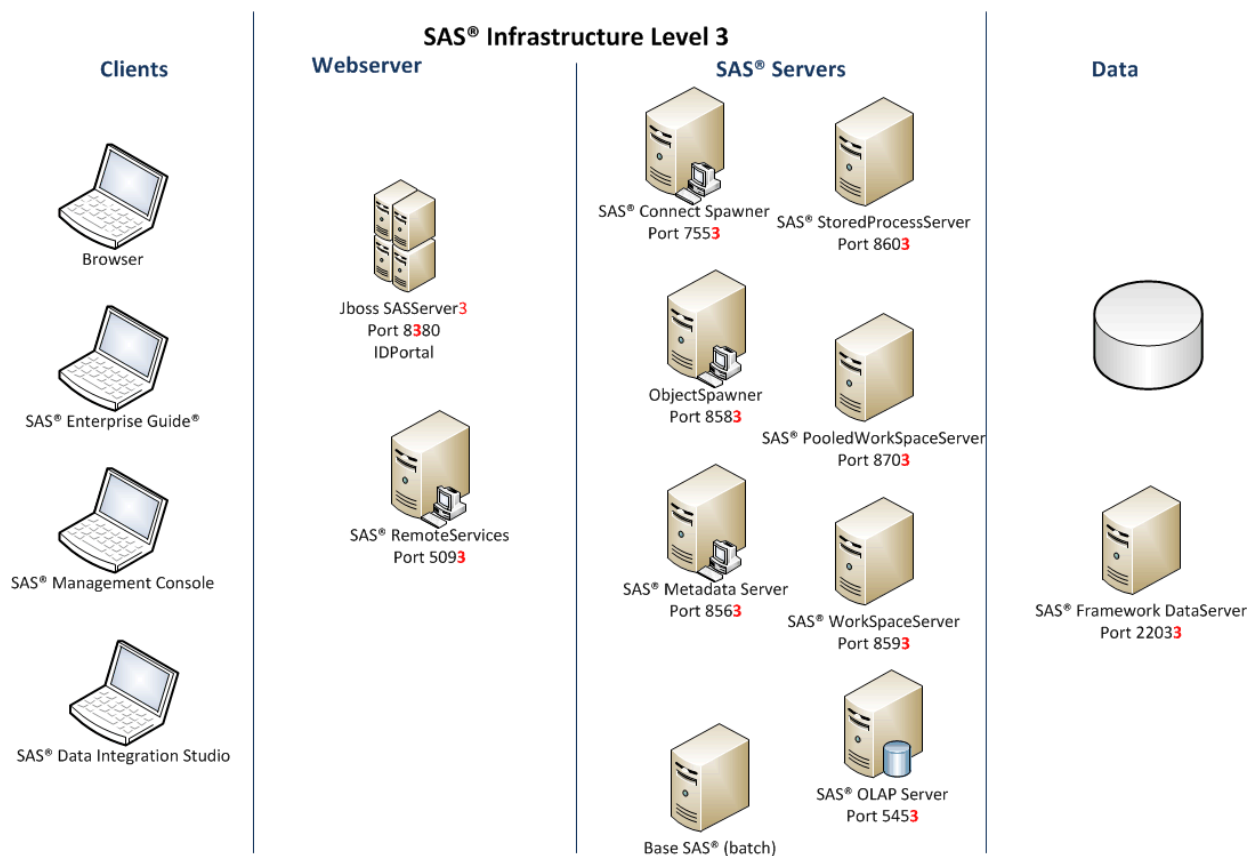 SAS® Infrastructure Level 3
Clients
Webserver
SAS® Servers
Data
Browser
SAS® Enterprise Guide®
SAS® Management Console
SAS® Data Integration Studio
Jboss SASServer3
Port 8380
IDPortal
SAS® RemoteServices
Port 5093
SAS® Connect Spawner
Port 7553
SAS® StoredProcessServer
Port 8603
ObjectSpawner
Port 8583
SAS® PooledWorkSpaceServer
Port 8703
SAS® Metadata Server
Port 8563
SAS® WorkSpaceServer
Port 8593
SAS® OLAP Server
Port 5453
Base SAS® (batch)
SAS® Framework DataServer
Port 22033